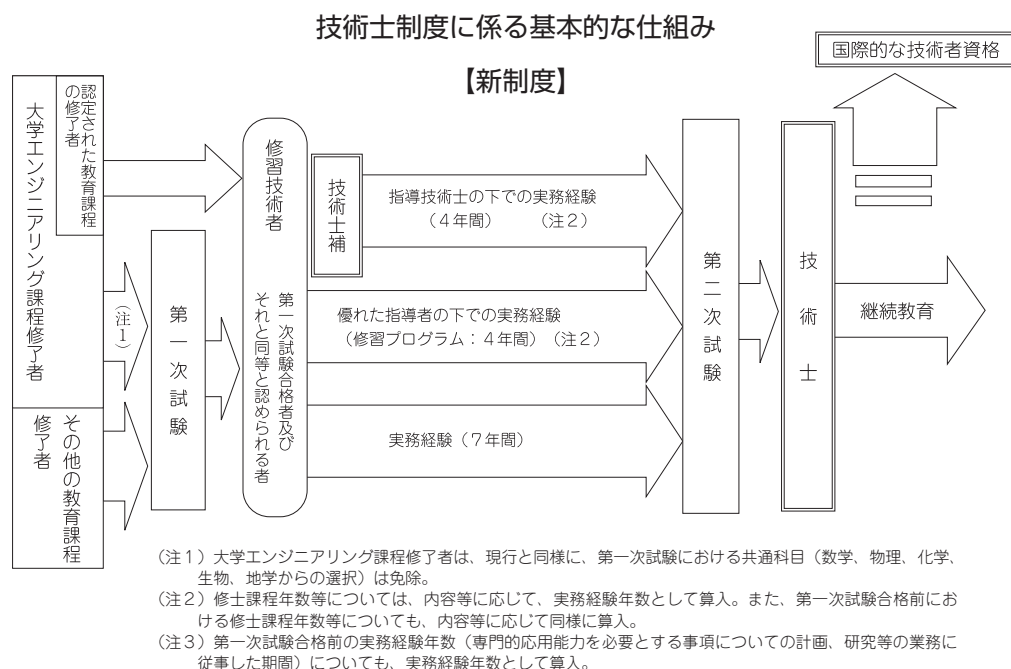 技術士制度に係る基本的な仕組み
【新制度】
国際的な技術者資格
大学エンジニアリング課程修了者
認定された教育課程
の修了者
その他の教育課程
修了者
（注１）
第一次試験
修習技術者
第一次試験合格者及び
それと同等と認められる者
技術士補
指導技術士の下での実務経験
（４年間）　　（注２）
優れた指導者の下での実務経験
（修習プログラム：４年間）（注２）
実務経験（７年間）
第二次試験
技術士
継続教育
（注１）大学エンジニアリング課程修了者は、現行と同様に、第一次試験における共通科目（数学、物理、化学、
生物、地学からの選択）は免除。
（注２）修士課程年数等については、内容等に応じて、実務経験年数として算入。また、第一次試験合格前にお
ける修士課程年数等についても、内容等に応じて同様に算入。
（注３）第一次試験合格前の実務経験年数（専門的応用能力を必要とする事項についての計画、研究等の業務に
従事した期間）についても、実務経験年数として算入。